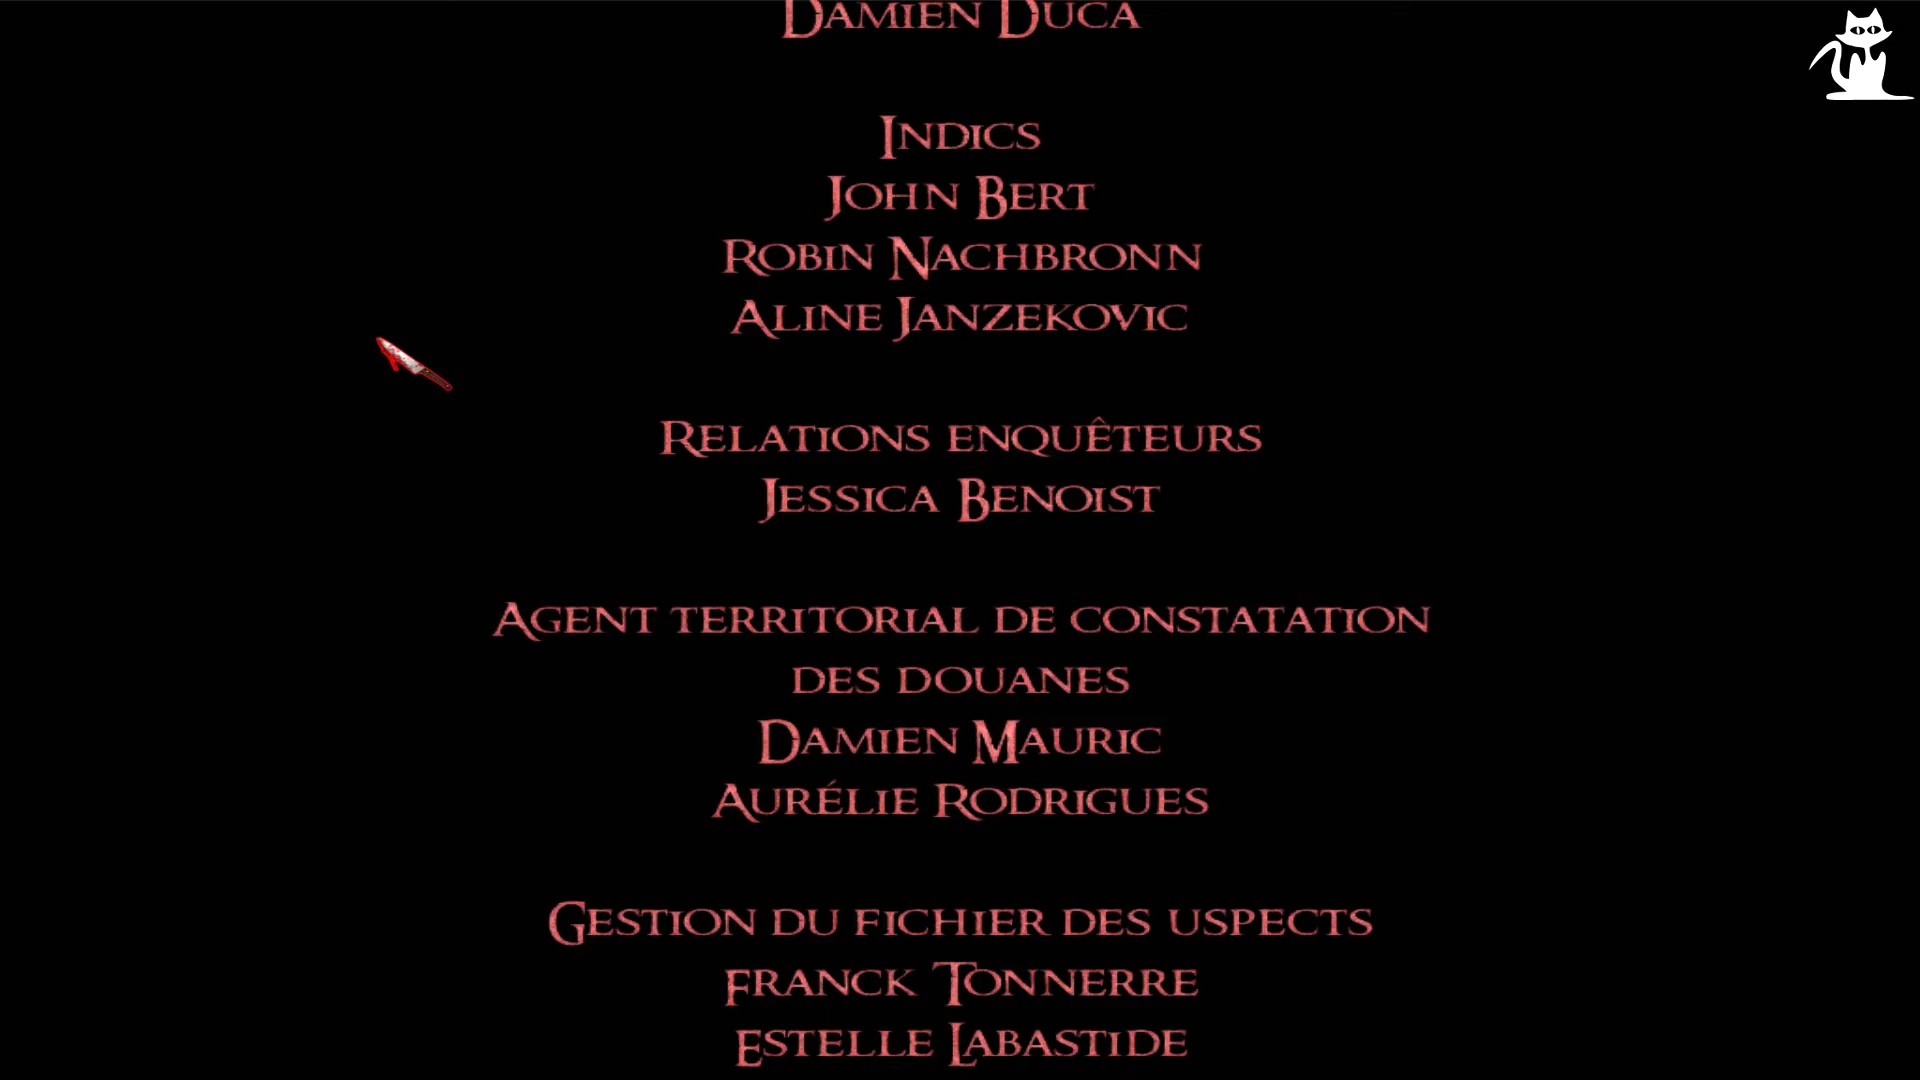 Damien Duca
Indics
John Bert
Robin Nachbronn
Aline Janzekovic
Relations enquêteurs
Jessica Benoist
Agent territorial de constatation
des douanes
Damien Mauric
Aurélie Rodrigues
Gestion du fichier des uspects
Franck Tonnerre
Estelle Labastide